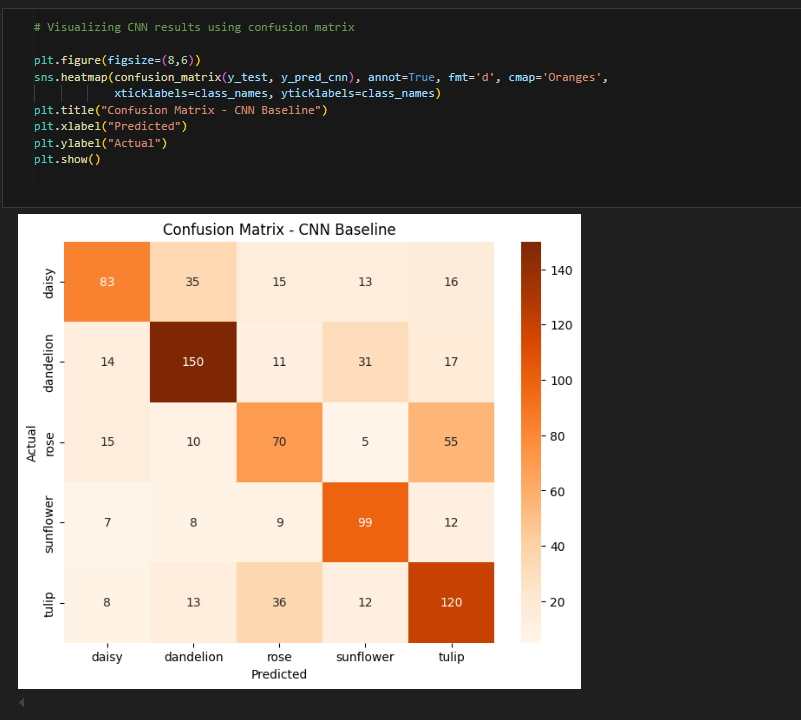 # Visualizing CNN results using confusion matrix
plt.figure(figsize=(8,6))
sns.heatmap(confusion_matrix(y_test, y_pred_cnn), annot=True, fmt='d', cmap='Oranges',
xticklabels=class_names, yticklabels=class_names)
plt.title("Confusion Matrix - CNN Baseline")
plt.xlabel("Predicted")
plt.ylabel("Actual")
plt.show()
Confusion Matrix - CNN Baseline
daisy 83 35 15 13 16
dandelion 14 150 11 31 17
rose 15 10 70 5 55
sunflower 7 8 9 99 12
tulip 8 13 36 12 120
Actual
daisy dandelion rose sunflower tulip
Predicted
140
120
100
80
60
40
20